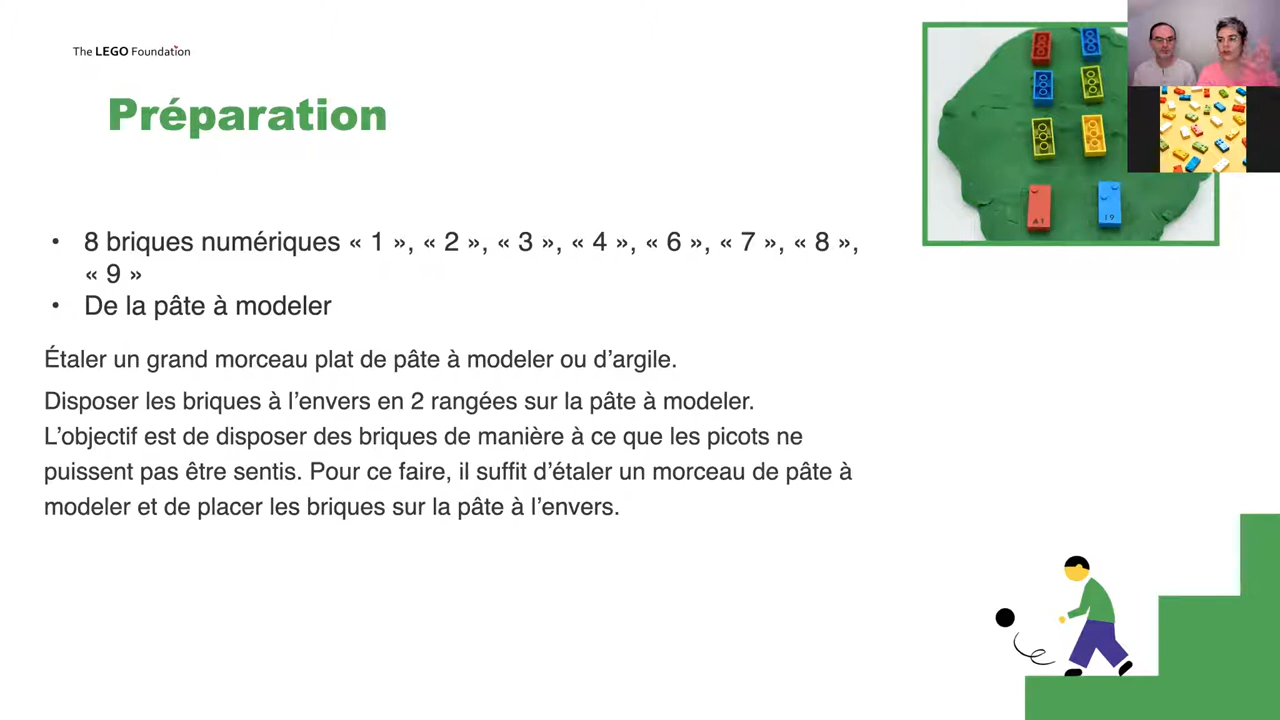 The LEGO Foundation
Préparation
• 8 briques numériques « 1 », « 2 », « 3 », « 4 », « 6 », « 7 », « 8 »,
« 9 »
• De la pâte à modeler
Étaler un grand morceau plat de pâte à modeler ou d’argile.
Disposer les briques à l’envers en 2 rangées sur la pâte à modeler.
L’objectif est de disposer des briques de manière à ce que les picots ne
puissent pas être sentis. Pour ce faire, il suffit d’étaler un morceau de pâte à
modeler et de placer les briques sur la pâte à l’envers.
A1
I9